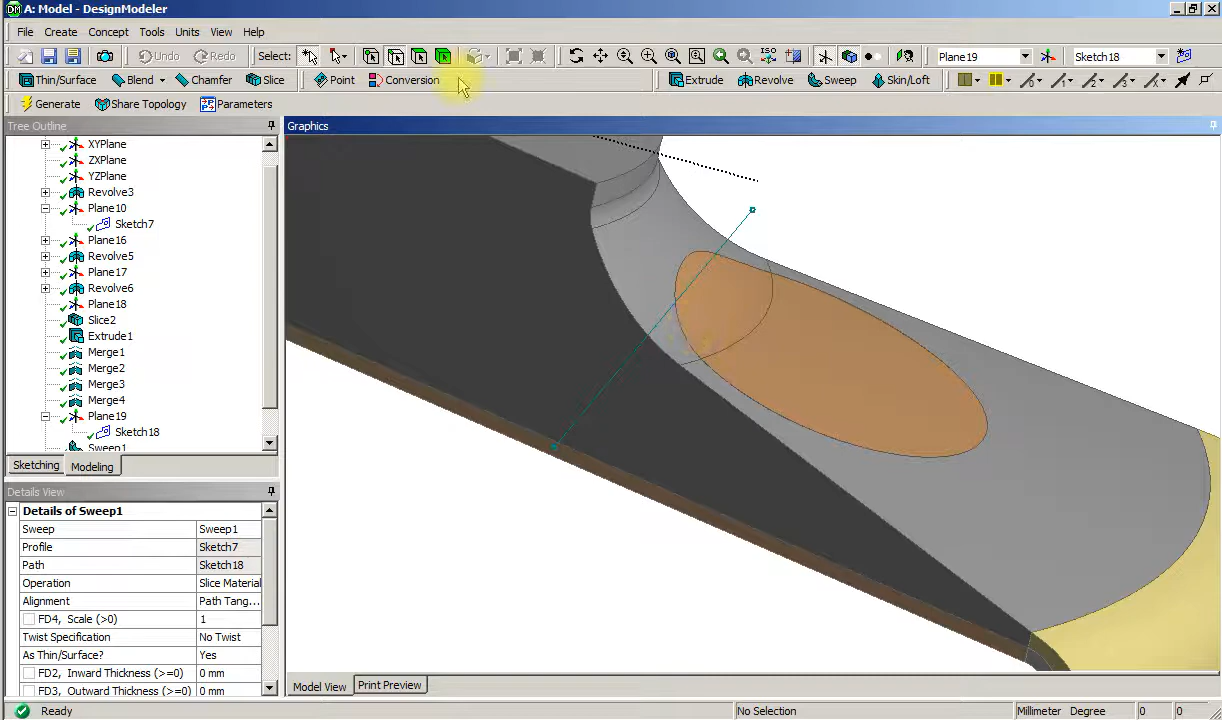 A: Model - DesignModeler
File Create Concept Tools Units View Help
Undo Redo Select: Plane19 Sketch18
Thin/Surface Blend Chamfer Slice Point Conversion Extrude Revolve Sweep Skin/Loft
Generate Share Topology Parameters
Tree Outline
XYPlane
ZXPlane
YZPlane
Revolve3
Plane10
Sketch7
Plane16
Revolve5
Plane17
Revolve6
Plane18
Slice2
Extrude1
Merge1
Merge2
Merge3
Merge4
Plane19
Sketch18
Sweep1
Sketching Modeling
Details View
Details of Sweep1
Sweep Sweep1
Profile Sketch7
Path Sketch18
Operation Slice Material
Alignment Path Tang...
FD4, Scale (>0) 1
Twist Specification No Twist
As Thin/Surface? Yes
FD2, Inward Thickness (>=0) 0 mm
FD3, Outward Thickness (>=0) 0 mm
Graphics
Model View Print Preview
Ready No Selection Millimeter Degree 0 0